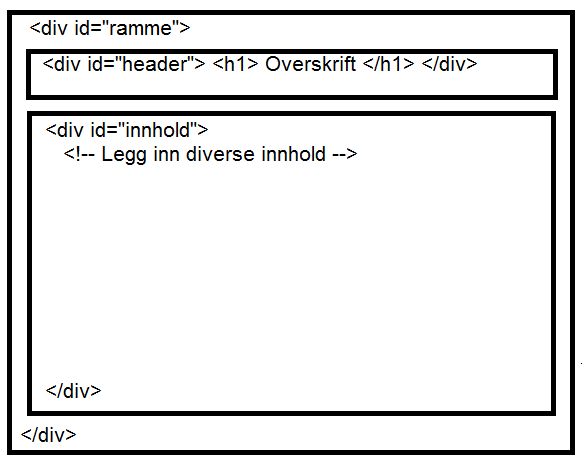 <div id="ramme">
<div id="header"> <h1> Overskrift </h1> </div>
<div id="innhold">
<!-- Legg inn diverse innhold -->
</div>
</div>